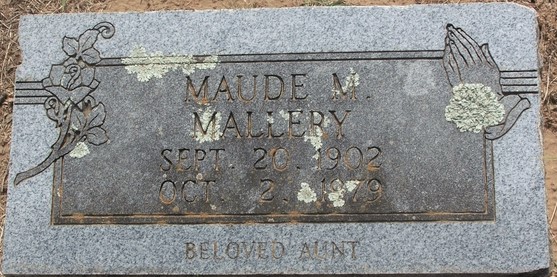 MAUDE M.
MALLERY
SEPT. 20. 1902
OCT. 2. 1979
BELOVED AUNT